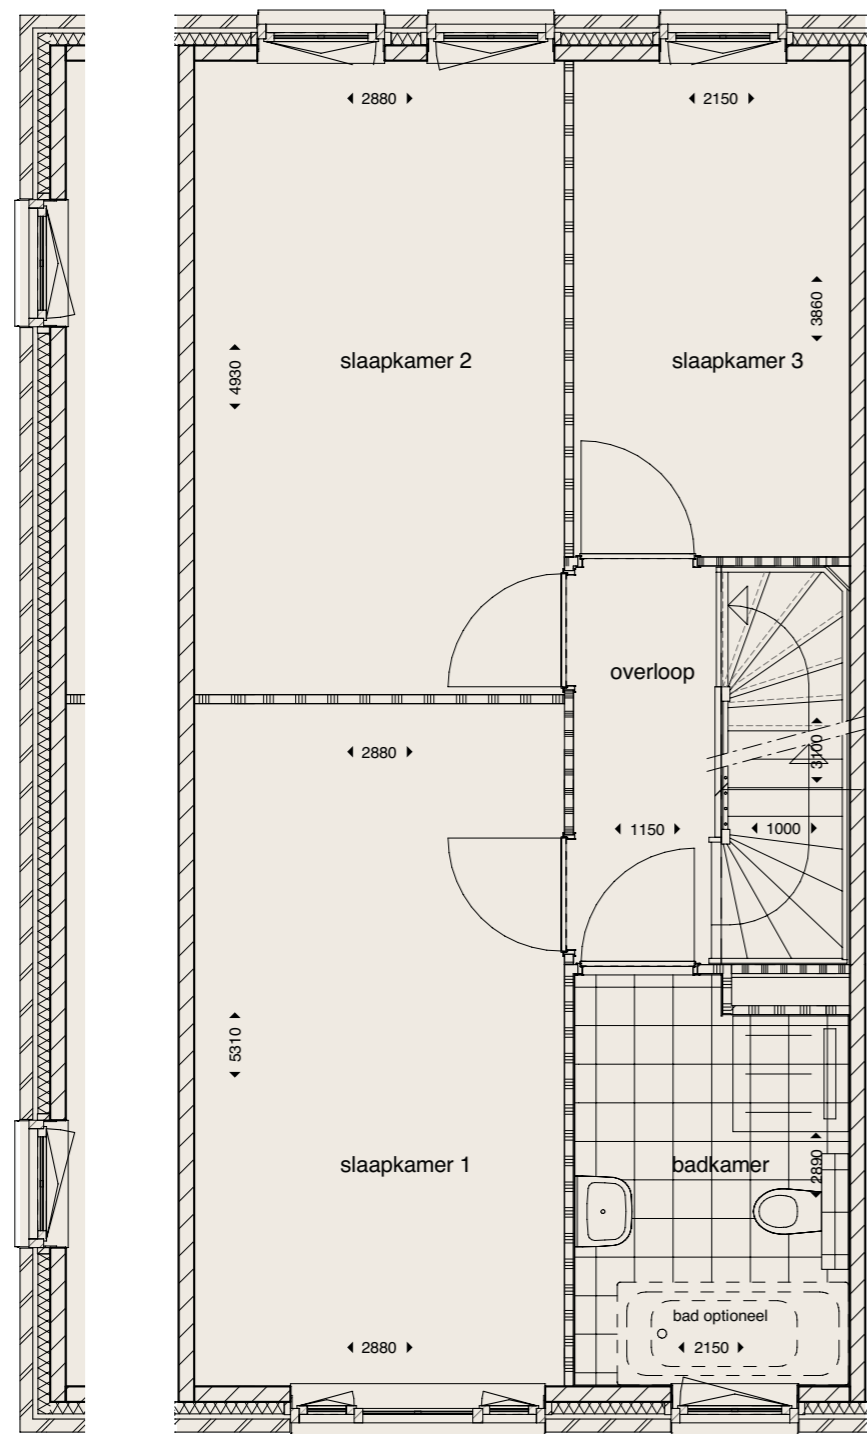 2880
2150
3860
4930
slaapkamer 2
slaapkamer 3
overloop
2880
3100
1150
1000
5310
slaapkamer 1
badkamer
2890
bad optioneel
2880
2150